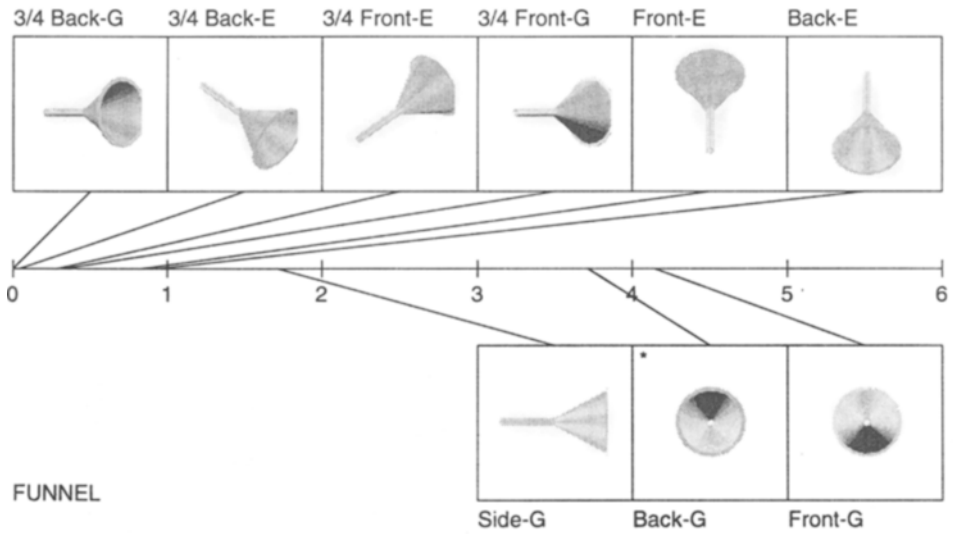 3/4 Back-G 3/4 Back-E 3/4 Front-E 3/4 Front-G Front-E Back-E
0 1 2 3 4 5 6
*
FUNNEL
Side-G Back-G Front-G